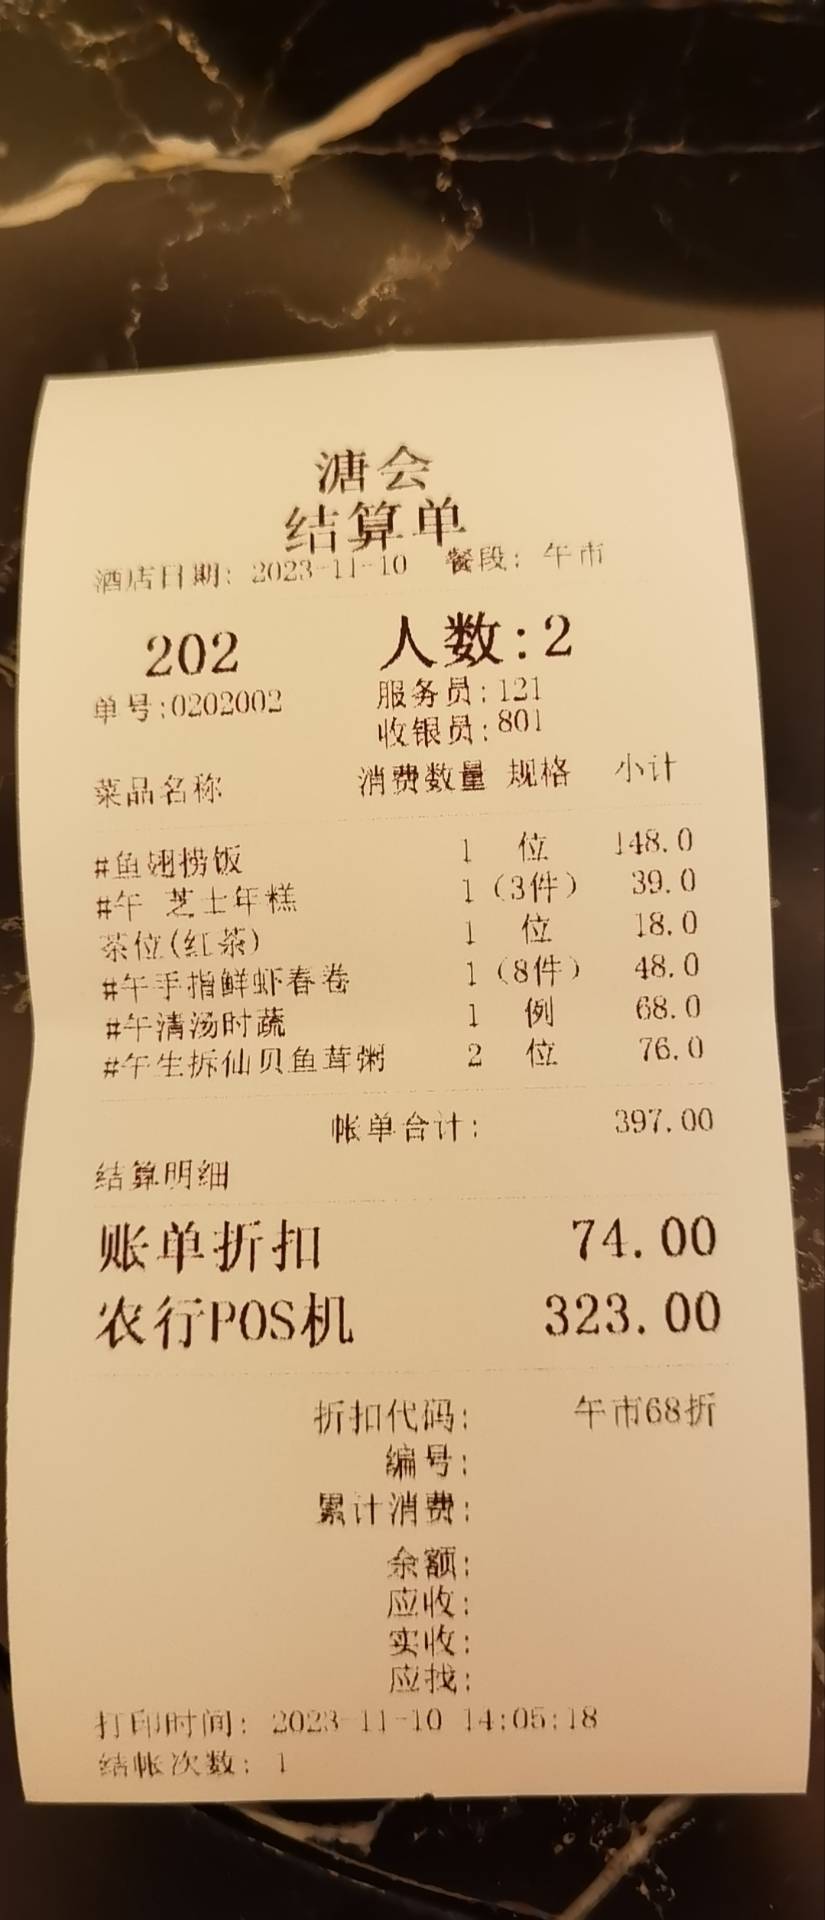 溏会
结算单
酒店日期: 2023-11-10 餐段: 午市
202 人数:2
单号:0202002 服务员:121
收银员:801
菜品名称 消费数量 规格 小计
#鱼翅捞饭 1 位 148.0
#午 芝士年糕 1 (3件) 39.0
茶位(红茶) 1 位 18.0
#午手指鲜虾春卷 1 (8件) 48.0
#午清汤时蔬 1 例 68.0
#午生拆仙贝鱼茸粥 2 位 76.0
帐单合计: 397.00
结算明细
账单折扣 74.00
农行POS机 323.00
折扣代码: 午市68折
编号:
累计消费:
余额:
应收:
实收:
应找:
打印时间: 2023-11-10 14:05:18
结帐次数: 1